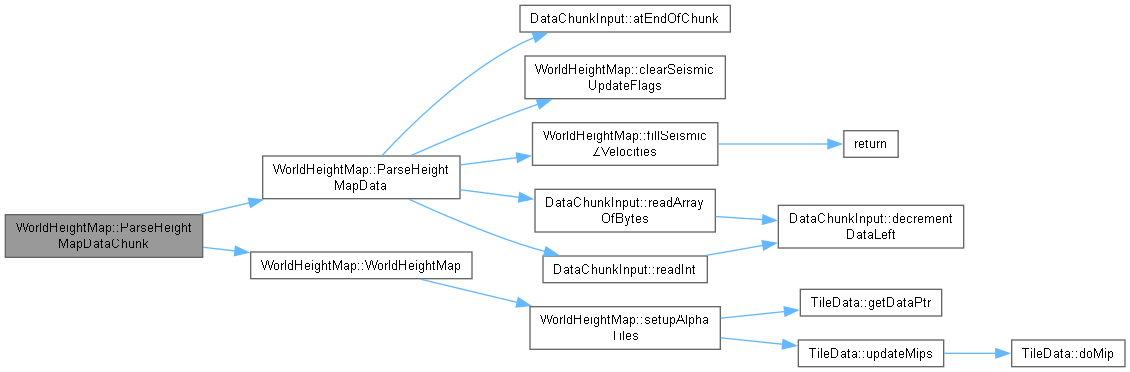 DataChunkInput::atEndOfChunk
WorldHeightMap::clearSeismic
UpdateFlags
WorldHeightMap::fillSeismic
ZVelocities
return
WorldHeightMap::ParseHeight
MapData
DataChunkInput::readArray
OfBytes
DataChunkInput::decrement
DataLeft
WorldHeightMap::ParseHeight
MapDataChunk
WorldHeightMap::WorldHeightMap
DataChunkInput::readInt
TileData::getDataPtr
WorldHeightMap::setupAlpha
Tiles
TileData::updateMips
TileData::doMip